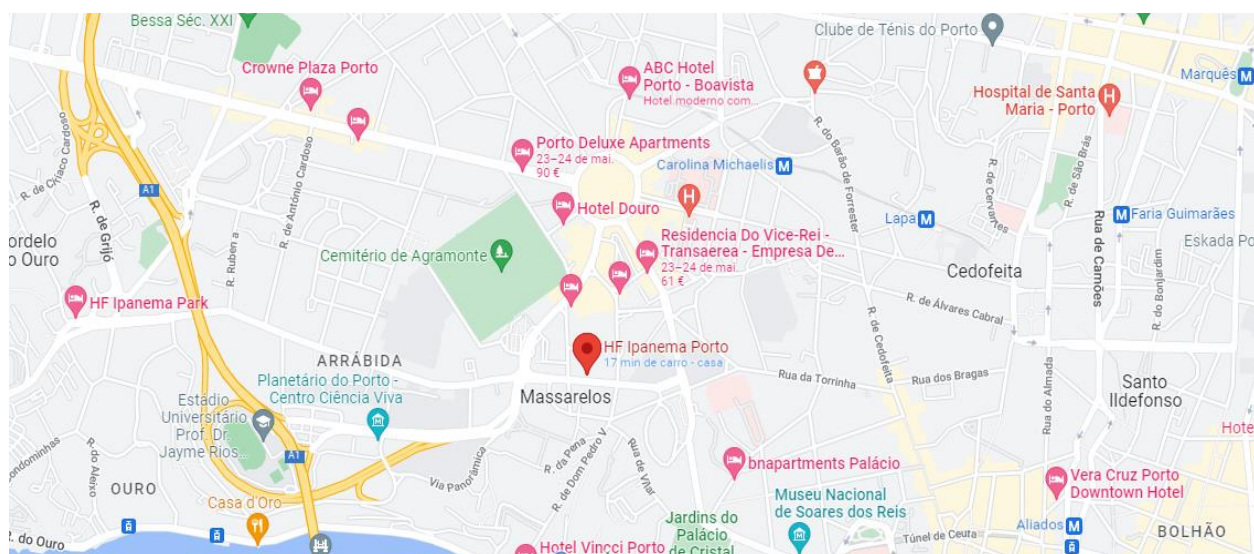 Bessa Séc. XXI
Clube de Ténis do Porto
Crowne Plaza Porto
ABC Hotel
Porto - Boavista
Hotel moderno com...
Marquês M
Hospital de Santa
Maria - Porto
H
R. de Criaco Cardoso
R. de António Cardoso
Porto Deluxe Apartments
23–24 de mai.
90 €
Carolina Michaelis M
R. do Barão de Forrester
R. de São Brás
R. de Cervantes
A1
R. de Grijó
Hotel Douro
H
Lapa M
M Faria Guimarães
Rua de Camões
Eskada Po
ordelo
o Ouro
R. Ruben a
Cemitério de Agramonte
Residencia Do Vice-Rei -
Transaerea - Empresa De...
23–24 de mai.
61 €
Cedofeita
R. do Bonjardim
HF Ipanema Park
R. de Álvares Cabral
R. de Cedofeita
HF Ipanema Porto
17 min de carro - casa
ARRÁBIDA
Planetário do Porto -
Centro Ciência Viva
Massarelos
Rua da Torrinha
Rua dos Bragas
Rua do Almada
Santo
Ildefonso
Estádio
Universitário
Prof. Dr.
Jayme Rios...
Hote
ondominhas
R. do Aleixo
A1
Via Panorâmica
R. da Pena
R. de Dom Pedro V
Rua de Vilar
bnapartments Palácio
Vera Cruz Porto
Downtown Hotel
OURO
Casa d'Oro
Museu Nacional
de Soares dos Reis
Aliados M
R. do Ouro
Jardins do
Palácio
de Cristal
Hotel Vincci Porto
Túnel de Ceuta
BOLHÃO